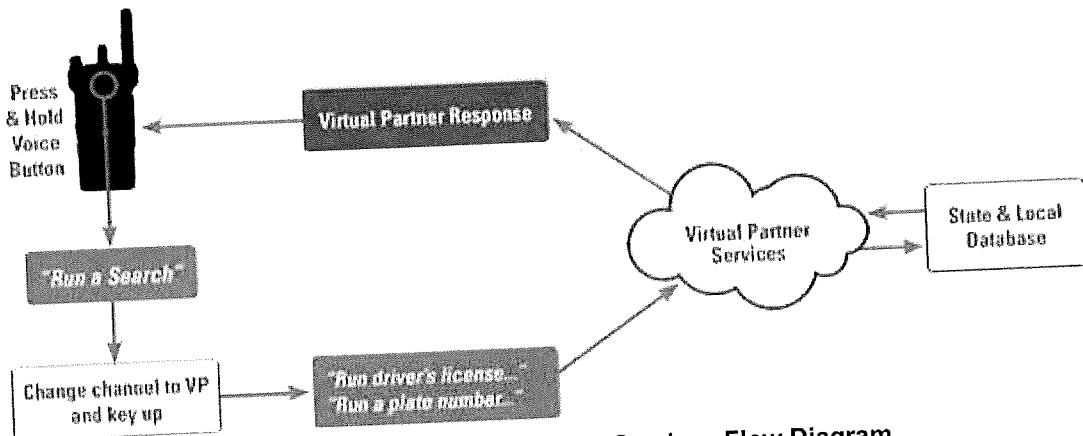 Press
& Hold
Voice
Button
Virtual Partner Response
Virtual Partner
Services
State & Local
Database
"Run a Search"
Change channel to VP
and key up
"Run driver's license..."
"Run a plate number..."
Services Flow Diagram